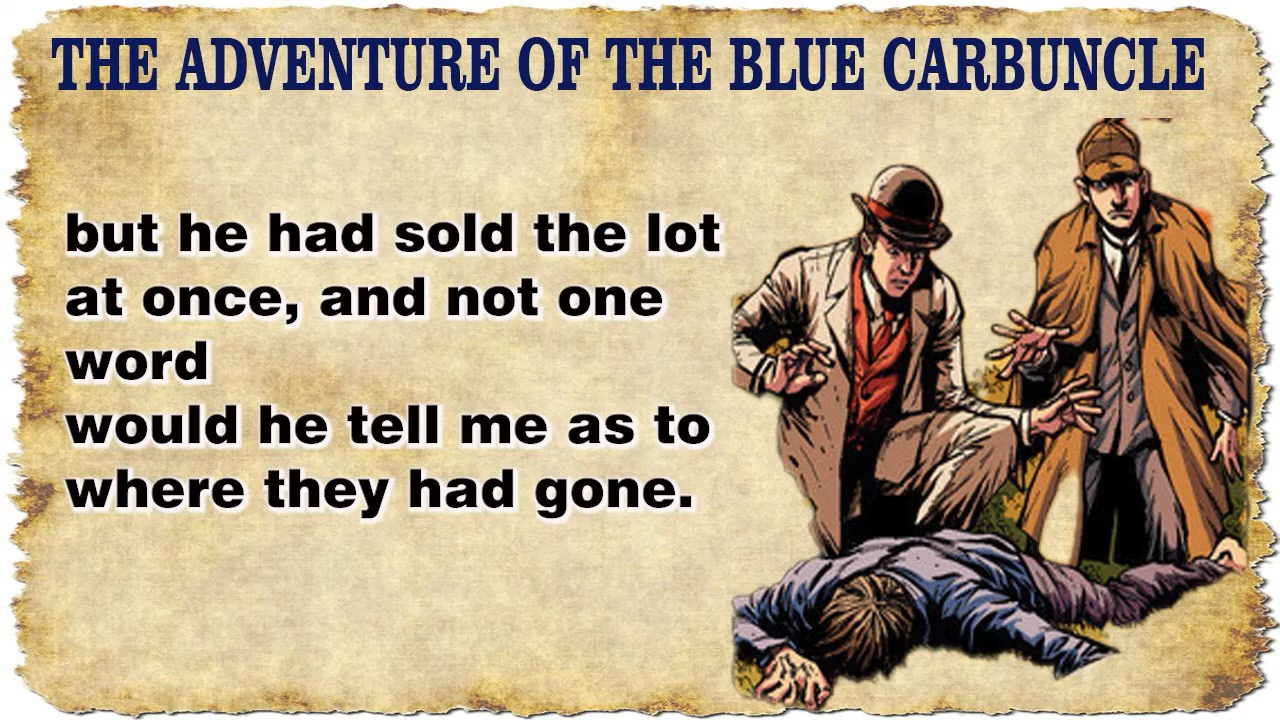 THE ADVENTURE OF THE BLUE CARBUNCLE
but he had sold the lot
at once, and not one
word
would he tell me as to
where they had gone.